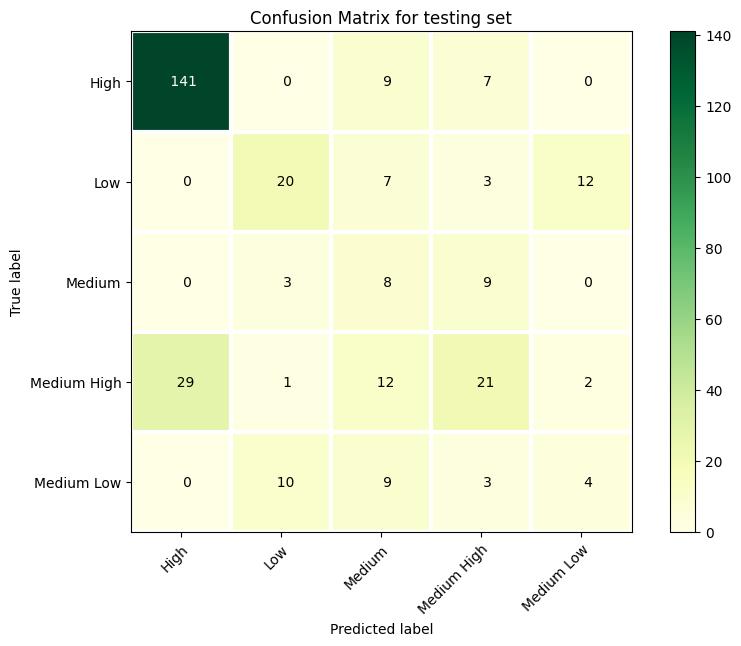 Confusion Matrix for testing set
High 141 0 9 7 0
Low 0 20 7 3 12
Medium 0 3 8 9 0
Medium High 29 1 12 21 2
Medium Low 0 10 9 3 4
High Low Medium Medium High Medium Low
Predicted label
True label
140
120
100
80
60
40
20
0